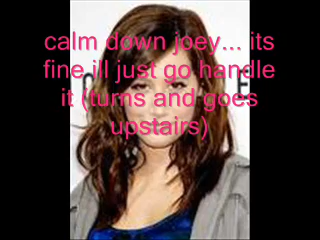 calm down joey... its
fine ill just go handle
it (turns and goes
upstairs)